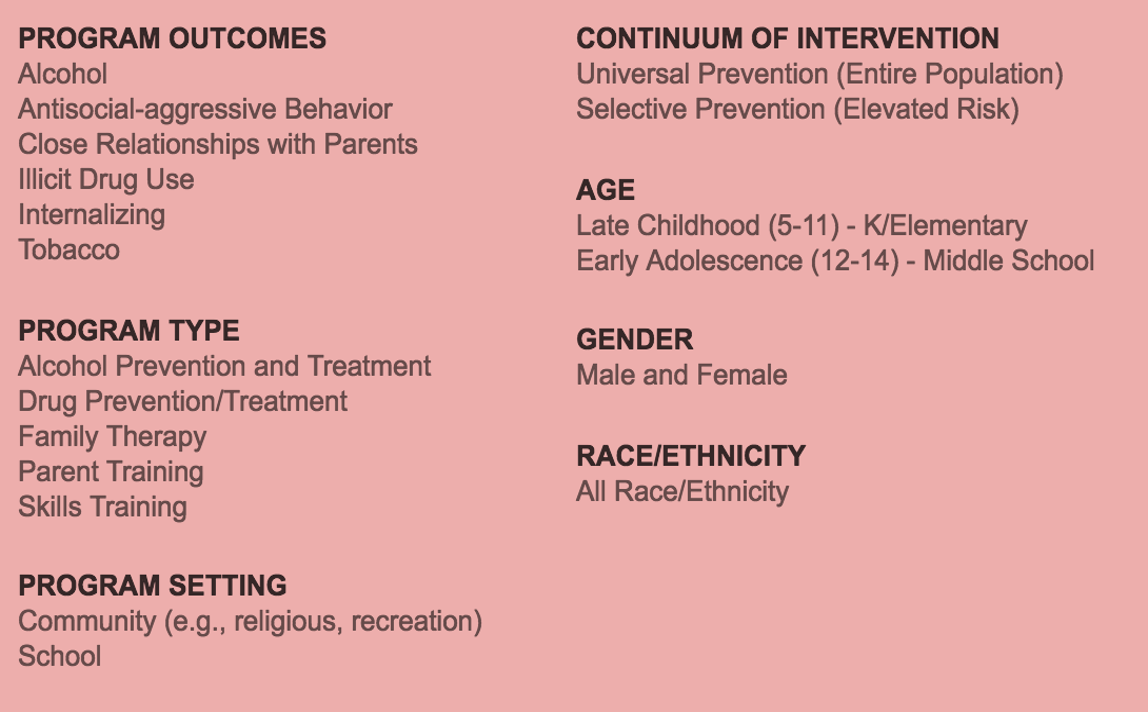 PROGRAM OUTCOMES
Alcohol
Antisocial-aggressive Behavior
Close Relationships with Parents
Illicit Drug Use
Internalizing
Tobacco
PROGRAM TYPE
Alcohol Prevention and Treatment
Drug Prevention/Treatment
Family Therapy
Parent Training
Skills Training
PROGRAM SETTING
Community (e.g., religious, recreation)
School
CONTINUUM OF INTERVENTION
Universal Prevention (Entire Population)
Selective Prevention (Elevated Risk)
AGE
Late Childhood (5-11) - K/Elementary
Early Adolescence (12-14) - Middle School
GENDER
Male and Female
RACE/ETHNICITY
All Race/Ethnicity